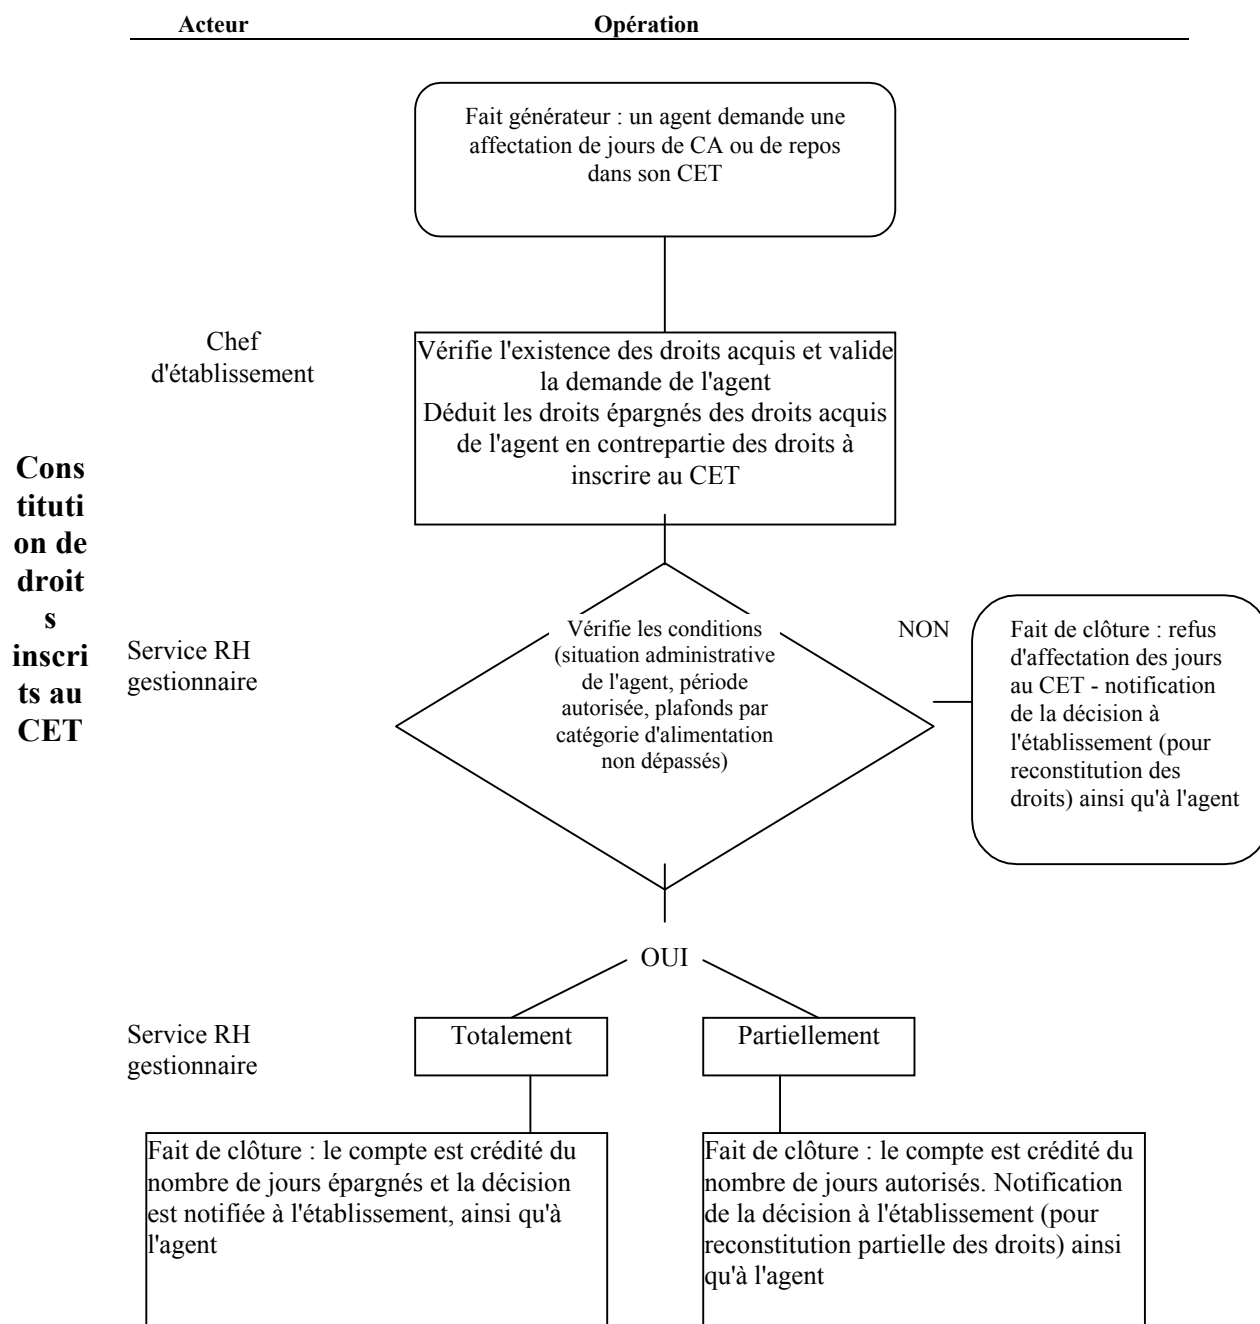 Acteur Opération
Fait générateur : un agent demande une
affectation de jours de CA ou de repos
dans son CET
Chef
d'établissement
Vérifie l'existence des droits acquis et valide
la demande de l'agent
Déduit les droits épargnés des droits acquis
de l'agent en contrepartie des droits à
inscrire au CET
Cons
tituti
on de
droit
s
inscri
ts au
CET
Service RH
gestionnaire
Vérifie les conditions
(situation administrative
de l'agent, période
autorisée, plafonds par
catégorie d'alimentation
non dépassés)
NON
Fait de clôture : refus
d'affectation des jours
au CET - notification
de la décision à
l'établissement (pour
reconstitution des
droits) ainsi qu'à l'agent
OUI
Service RH
gestionnaire
Totalement
Partiellement
Fait de clôture : le compte est crédité du
nombre de jours épargnés et la décision
est notifiée à l'établissement, ainsi qu'à
l'agent
Fait de clôture : le compte est crédité du
nombre de jours autorisés. Notification
de la décision à l'établissement (pour
reconstitution partielle des droits) ainsi
qu'à l'agent